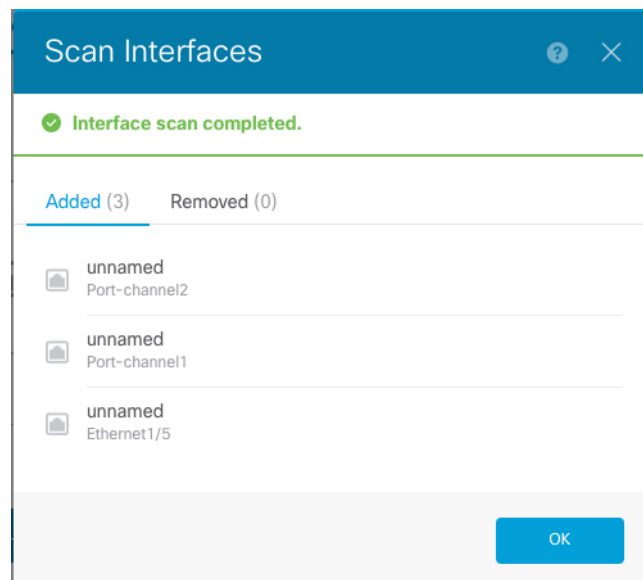 Scan Interfaces
?
Interface scan completed.
Added (3) Removed (0)
unnamed
Port-channel2
unnamed
Port-channel1
unnamed
Ethernet1/5
OK